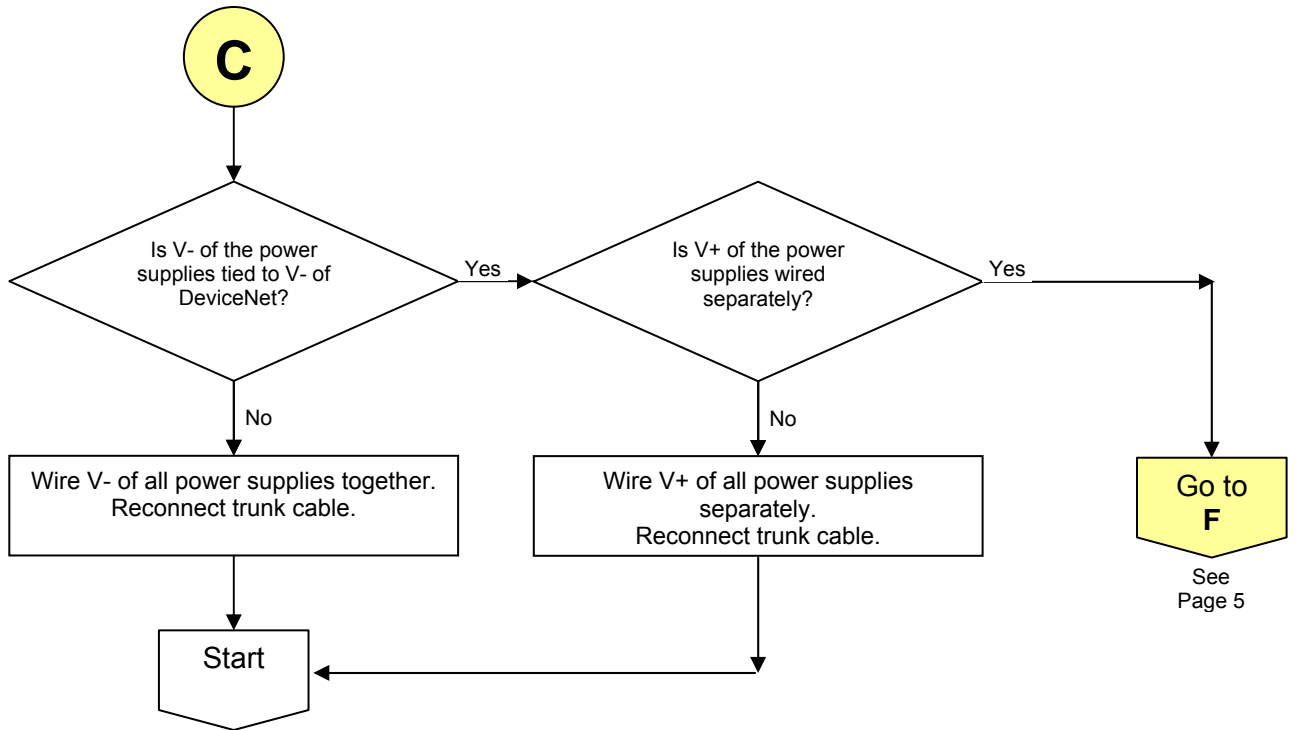 C
Is V- of the power
supplies tied to V- of
DeviceNet?
Yes
Is V+ of the power
supplies wired
separately?
Yes
No
No
Wire V- of all power supplies together.
Reconnect trunk cable.
Wire V+ of all power supplies
separately.
Reconnect trunk cable.
Go to
F
See
Page 5
Start